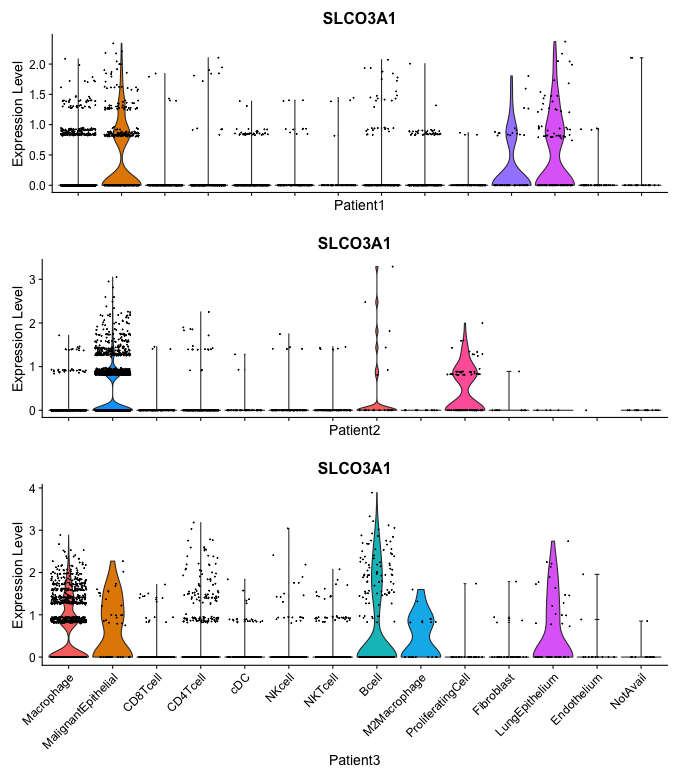 SLCO3A1
Expression Level
2.0
1.5
1.0
0.5
0.0
Patient1
SLCO3A1
Expression Level
3
2
1
0
Patient2
SLCO3A1
Expression Level
4
3
2
1
0
Macrophage
MalignantEpithelial
CD8Tcell
CD4Tcell
cDC
NKcell
NKTcell
Bcell
M2Macrophage
ProliferatingCell
Fibroblast
LungEpithelium
Endothelium
NotAvail
Patient3